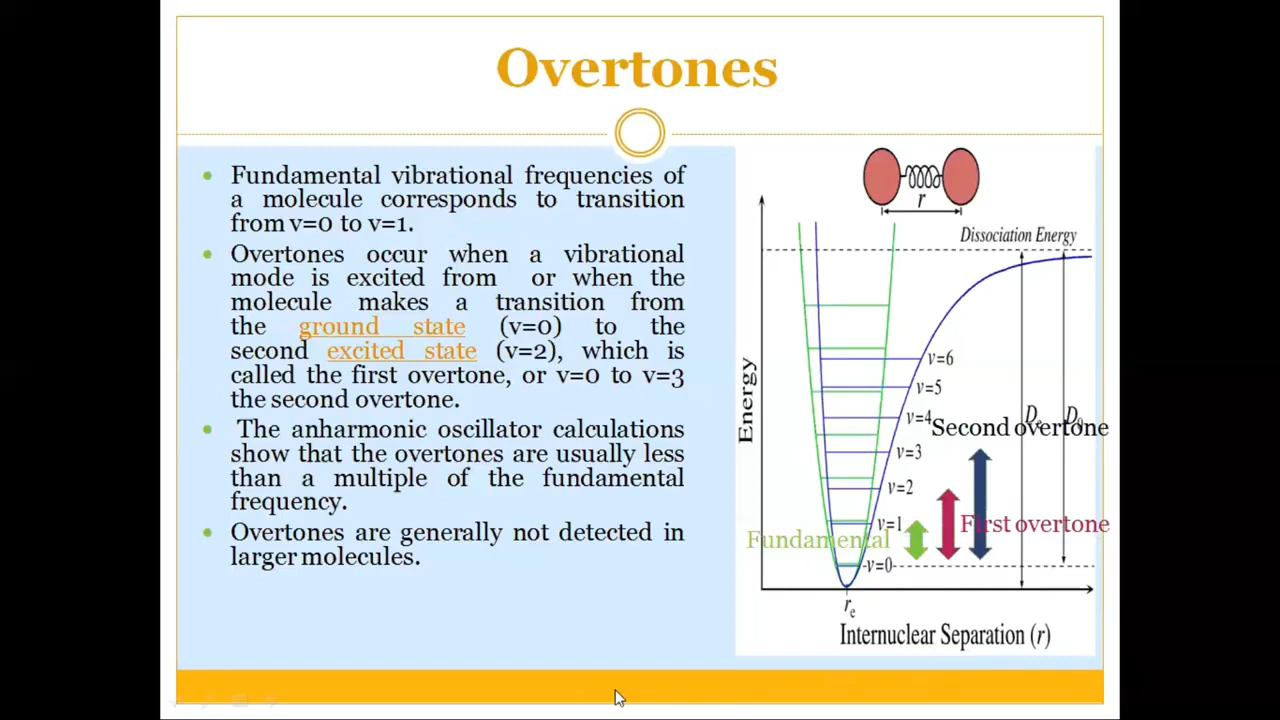 Overtones
Fundamental vibrational frequencies of
a molecule corresponds to transition
from v=0 to v=1.
Overtones occur when a vibrational
mode is excited from or when the
molecule makes a transition from
the ground state (v=0) to the
second excited state (v=2), which is
called the first overtone, or v=0 to v=3
the second overtone.
The anharmonic oscillator calculations
show that the overtones are usually less
than a multiple of the fundamental
frequency.
Overtones are generally not detected in
larger molecules.
r
Dissociation Energy
Energy
v=6
v=5
v=4
Second overtone
D₀
v=3
v=2
v=1
First overtone
Fundamental
v=0
rₑ
Internuclear Separation (r)